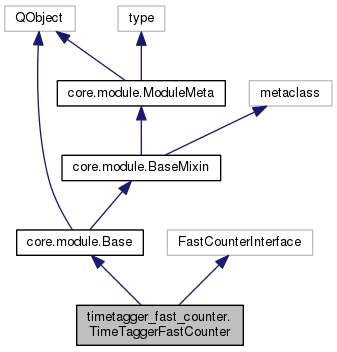 QObject
type
core.module.ModuleMeta
metaclass
core.module.BaseMixin
core.module.Base
FastCounterInterface
timetagger_fast_counter.
TimeTaggerFastCounter